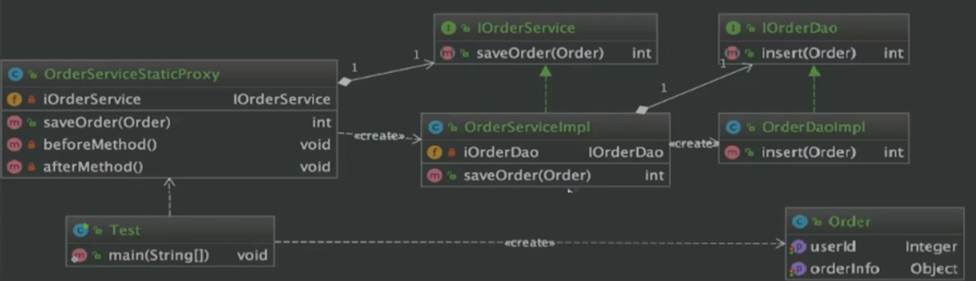 IOrderService
saveOrder(Order) int
IOrderDao
insert(Order) int
OrderServiceStaticProxy
iOrderService IOrderService
saveOrder(Order) int
beforeMethod() void
afterMethod() void
1
1
1
1
«create»
OrderServiceImpl
iOrderDao IOrderDao
saveOrder(Order) int
«create»
OrderDaoImpl
insert(Order) int
Test
main(String[]) void
«create»
Order
userId Integer
orderInfo Object